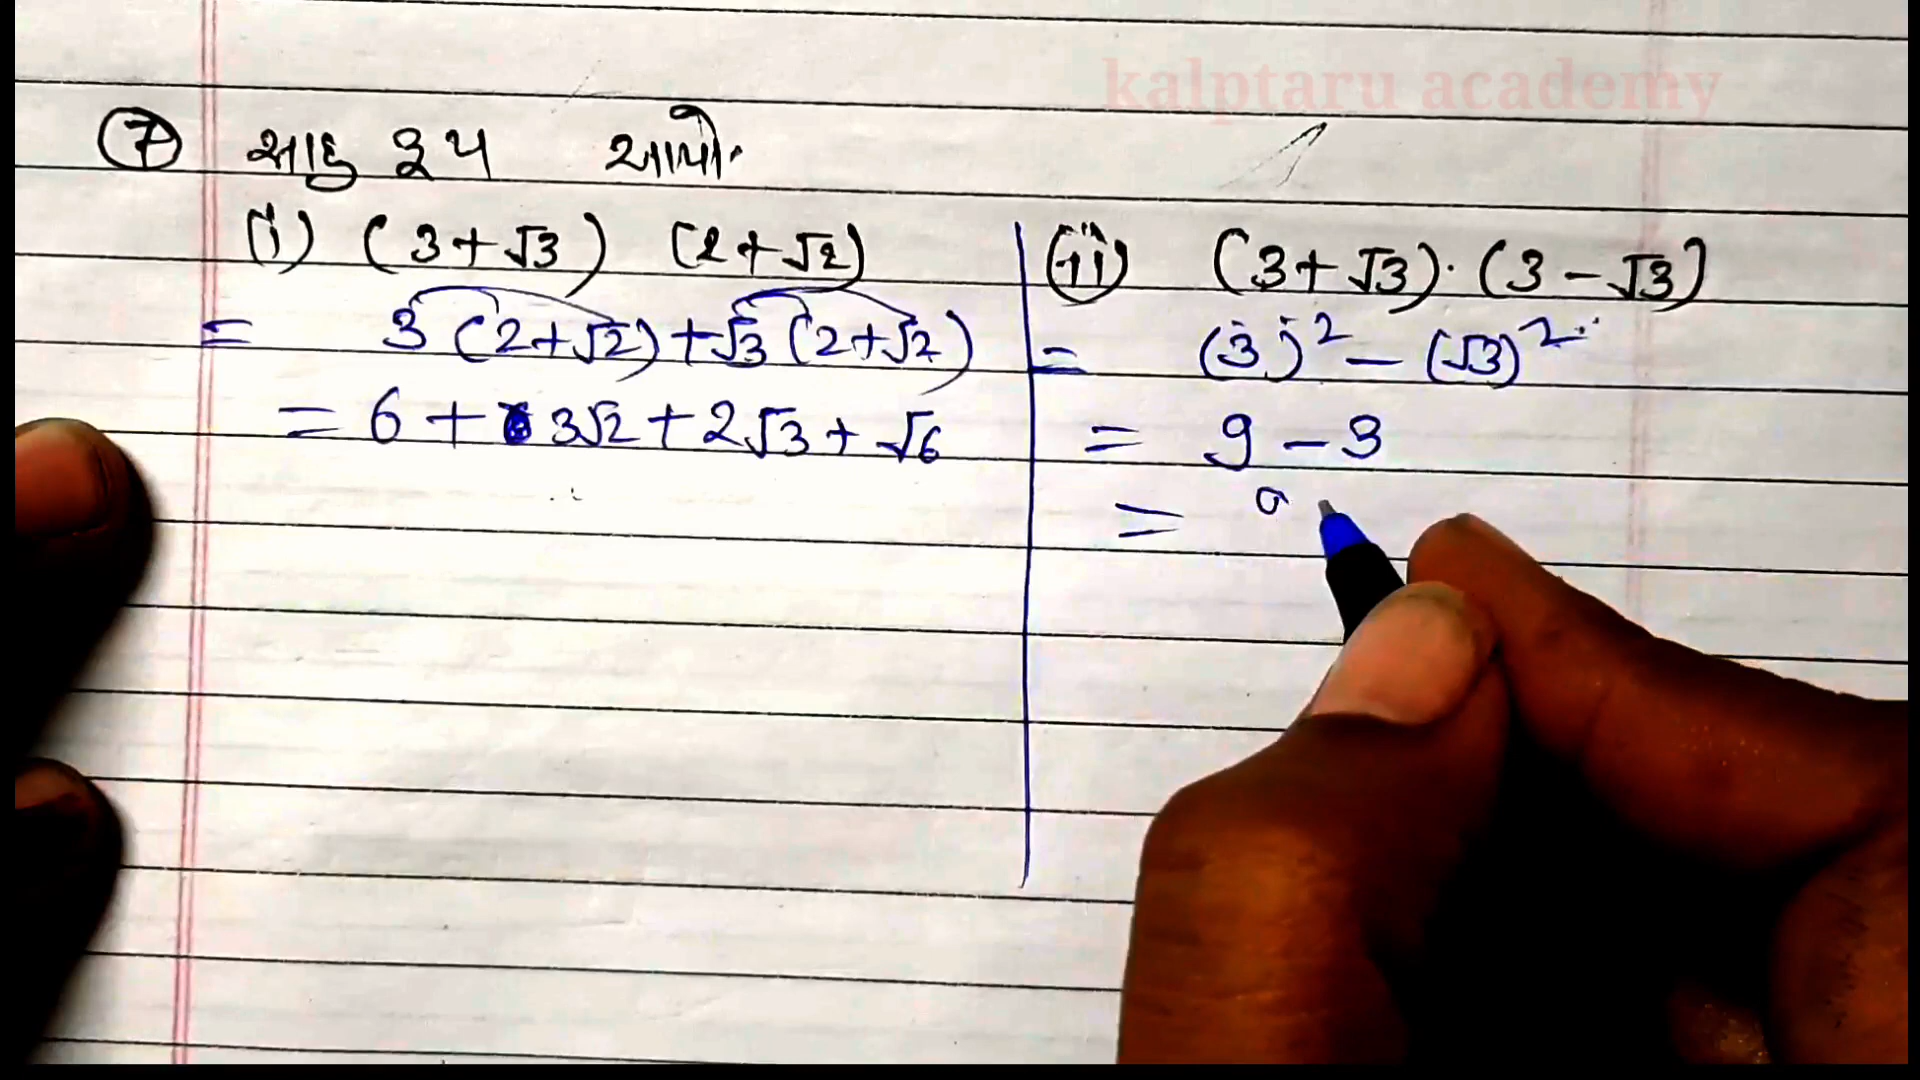 kalptaru academy
7 સાદુ રૂપ આપો.
(i) (3+√3) (2+√2)
= 3(2+√2)+√3(2+√2)
= 6 + 3√2 + 2√3 + √6
(ii) (3+√3).(3-√3)
= (3)² - (√3)²
= 9 - 3
=